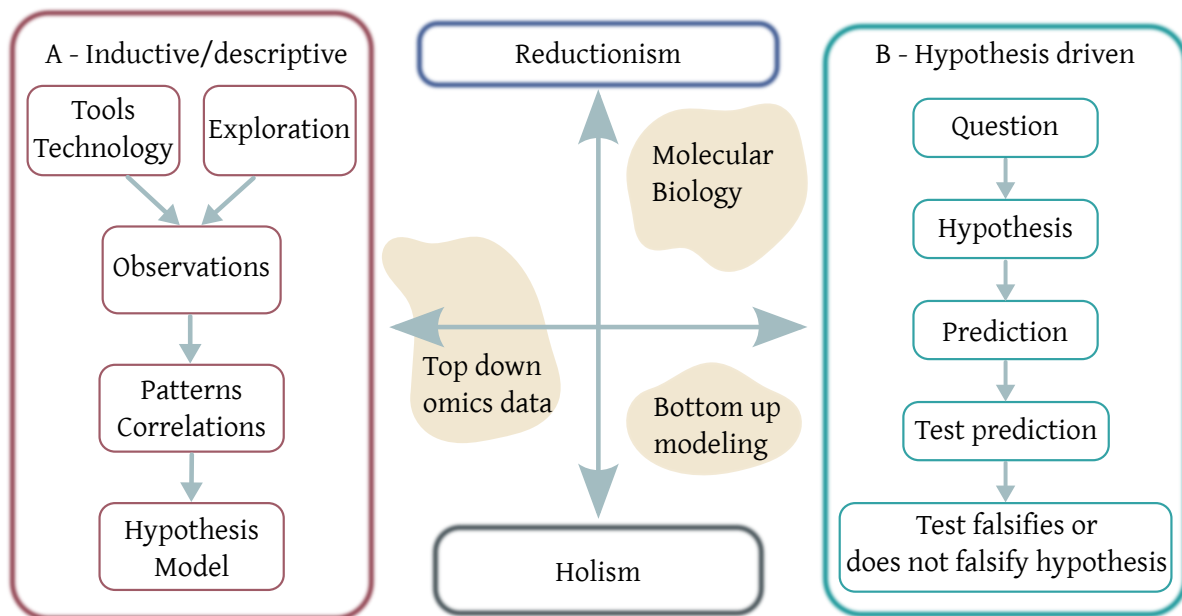 A - Inductive/descriptive
Tools
Technology
Exploration
Observations
Patterns
Correlations
Hypothesis
Model
Reductionism
Molecular
Biology
Top down
omics data
Bottom up
modeling
Holism
B - Hypothesis driven
Question
Hypothesis
Prediction
Test prediction
Test falsifies or
does not falsify hypothesis